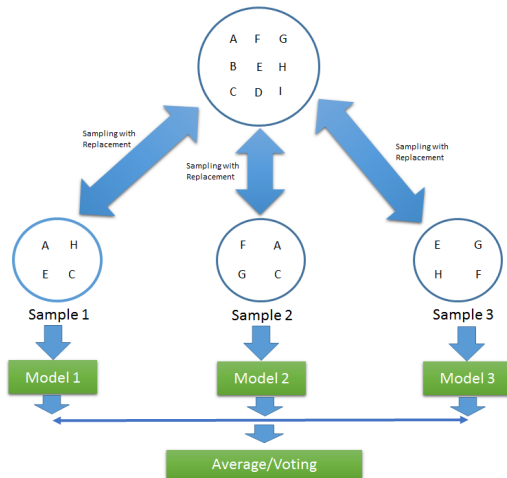 A F G
B E H
C D I
Sampling with
Replacement
Sampling with
Replacement
Sampling with
Replacement
A H
E C
F A
G C
E G
H F
Sample 1
Sample 2
Sample 3
Model 1
Model 2
Model 3
Average/Voting